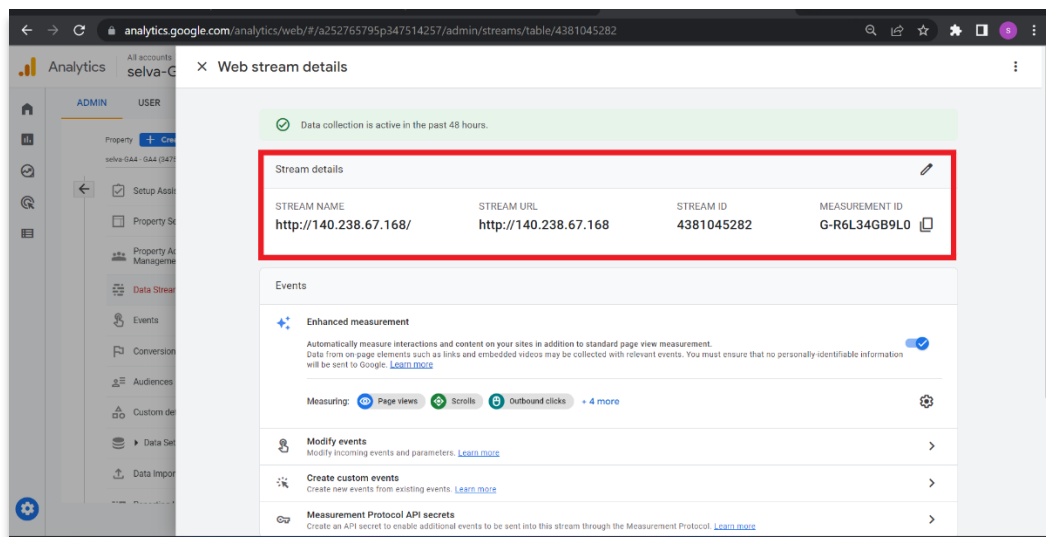 analytics.google.com/analytics/web/#/a252765795p347514257/admin/streams/table/4381045282
S
Analytics
All accounts
selva-G
Web stream details
ADMIN USER
Property + Cre
selva-GA4 - GA4 (347
Setup Assi
Property Se
Property Ac
Manageme
Data Strear
Events
Conversion
Audiences
Custom def
Data Set
Data Impor
Data collection is active in the past 48 hours.
Stream details
STREAM NAME STREAM URL STREAM ID MEASUREMENT ID
http://140.238.67.168/ http://140.238.67.168 4381045282 G-R6L34GB9L0
Events
Enhanced measurement
Automatically measure interactions and content on your sites in addition to standard page view measurement.
Data from on-page elements such as links and embedded videos may be collected with relevant events. You must ensure that no personally-identifiable information
will be sent to Google. Learn more
Measuring: Page views Scrolls Outbound clicks + 4 more
Modify events
Modify incoming events and parameters. Learn more
Create custom events
Create new events from existing events. Learn more
Measurement Protocol API secrets
Create an API secret to enable additional events to be sent into this stream through the Measurement Protocol. Learn more